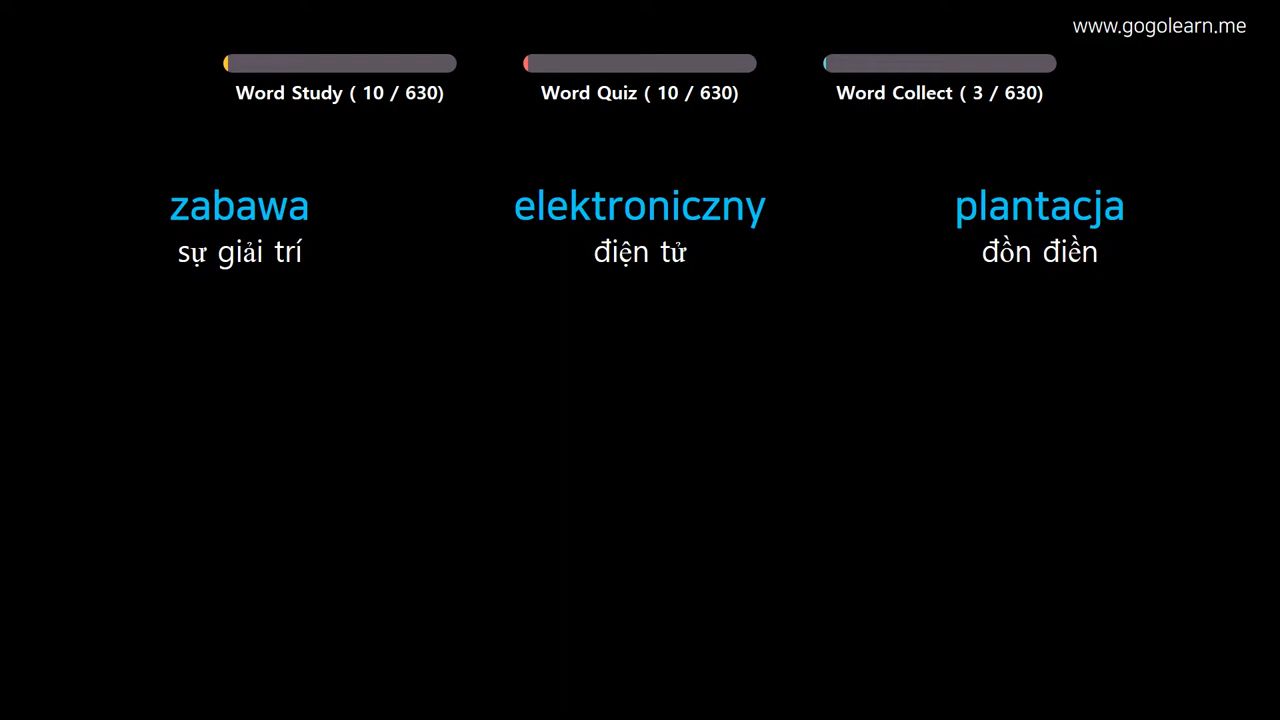 www.gogolearn.me
Word Study ( 10 / 630)
Word Quiz ( 10 / 630)
Word Collect ( 3 / 630)
zabawa
sự giải trí
elektroniczny
điện tử
plantacja
đồn điền